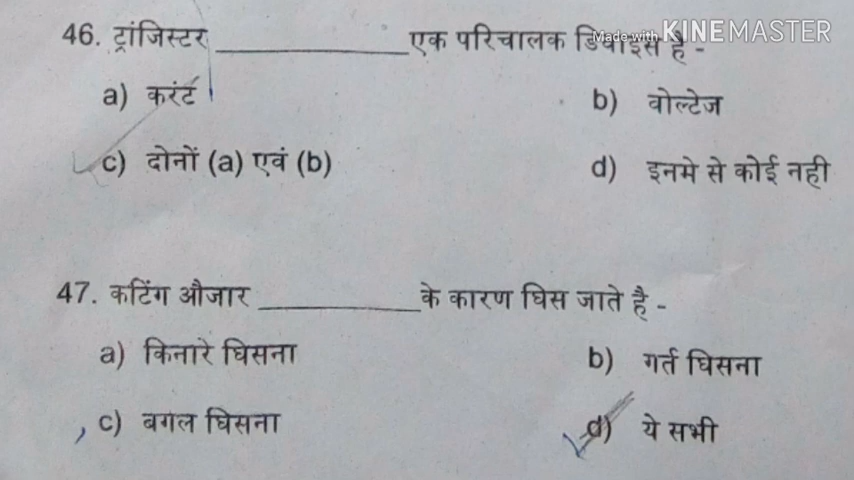 46. ट्रांजिस्टर ____________ एक परिचालक डिवाइस है -
Made with KINEMASTER
a) करंट
b) वोल्टेज
c) दोनों (a) एवं (b)
d) इनमे से कोई नही
47. कटिंग औजार ____________ के कारण घिस जाते है -
a) किनारे घिसना
b) गर्त घिसना
c) बगल घिसना
d) ये सभी